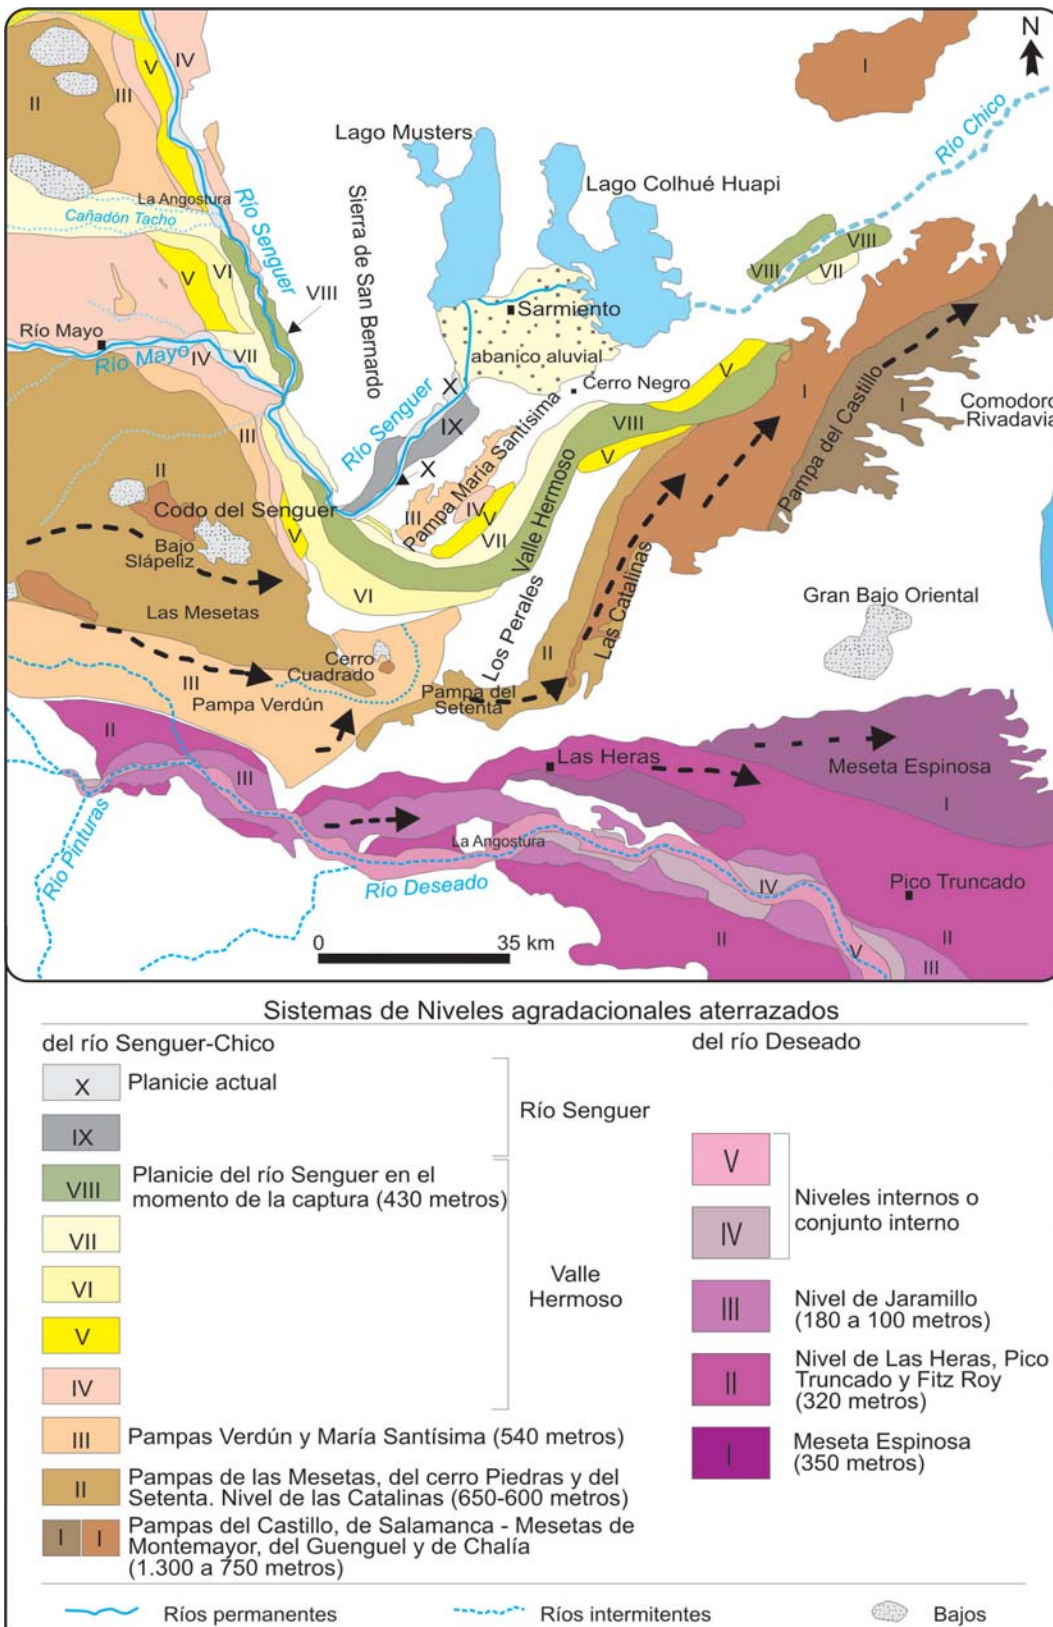 N
I
V
IV
III
II
Río Chico
Lago Musters
Lago Colhué Huapi
La Angostura
Cañadón Tacho
Río Senguer
Sierra de San Bernardo
VIII
VIII
VII
V
VI
VIII
Sarmiento
Río Mayo
Río Mayo
IV
VII
abanico aluvial
X
Cerro Negro
V
I
Pampa del Castillo
I
Comodoro
Rivadavia
Río Senguer
IX
X
Pampa María Santísima
VIII
V
III
II
Codo del Senguer
Bajo
Slápeliz
V
III
IV
V
VII
Valle Hermoso
VI
Las Mesetas
Los Perales
Las Catalinas
II
Gran Bajo Oriental
Cerro
Cuadrado
III
Pampa Verdún
Pampa del
Setenta
II
III
Las Heras
Meseta Espinosa
I
Río Pinturas
La Angostura
Río Deseado
IV
Pico Truncado
II
II
V
III
0
35 km
Sistemas de Niveles agradacionales aterrazados
del río Senguer-Chico
X
Planicie actual
IX
Río Senguer
VIII
Planicie del río Senguer en el
momento de la captura (430 metros)
VII
VI
V
IV
Valle
Hermoso
III
Pampas Verdún y María Santísima (540 metros)
II
Pampas de las Mesetas, del cerro Piedras y del
Setenta. Nivel de las Catalinas (650-600 metros)
I
I
Pampas del Castillo, de Salamanca - Mesetas de
Montemayor, del Guenguel y de Chalía
(1.300 a 750 metros)
del río Deseado
V
IV
Niveles internos o
conjunto interno
III
Nivel de Jaramillo
(180 a 100 metros)
II
Nivel de Las Heras, Pico
Truncado y Fitz Roy
(320 metros)
I
Meseta Espinosa
(350 metros)
Ríos permanentes
Ríos intermitentes
Bajos